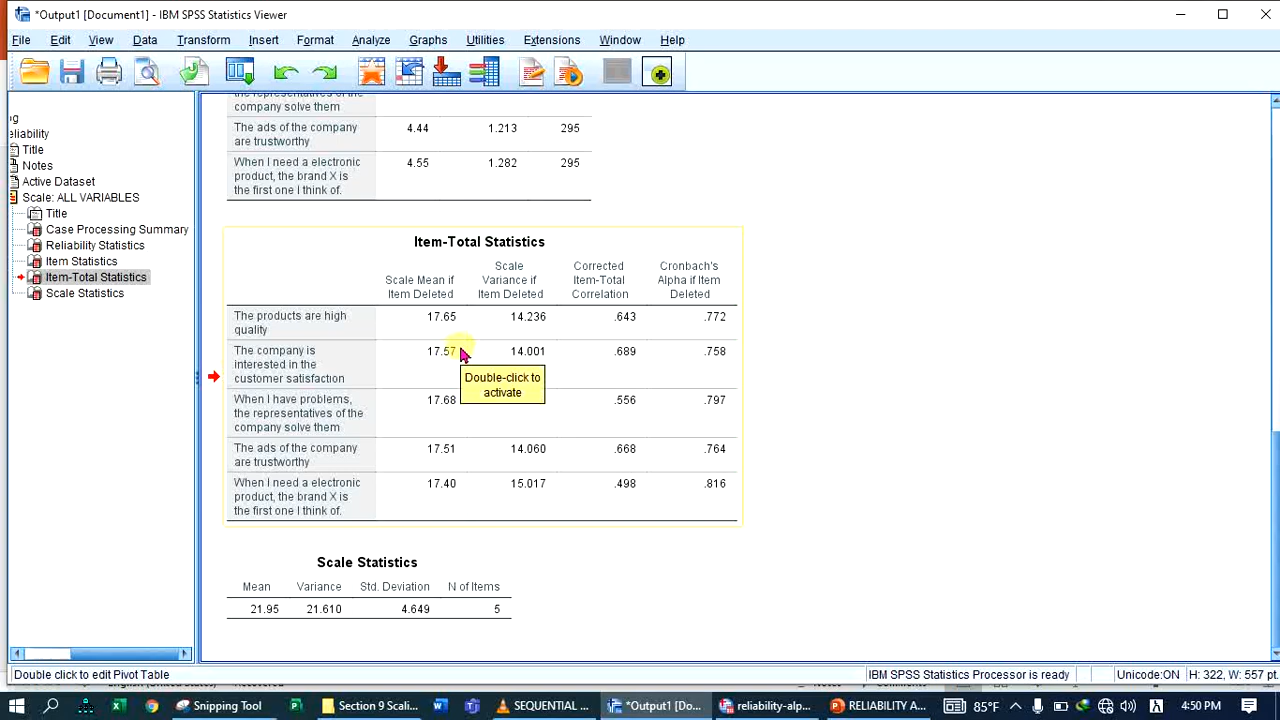 *Output1 [Document1] - IBM SPSS Statistics Viewer
File Edit View Data Transform Insert Format Analyze Graphs Utilities Extensions Window Help
ng
eliability
Title
Notes
Active Dataset
Scale: ALL VARIABLES
Title
Case Processing Summary
Reliability Statistics
Item Statistics
Item-Total Statistics
Scale Statistics
the representatives of the
company solve them
The ads of the company 4.44 1.213 295
are trustworthy
When I need a electronic 4.55 1.282 295
product, the brand X is
the first one I think of.
Item-Total Statistics
Scale Mean if Item Deleted
Scale Variance if Item Deleted
Corrected Item-Total Correlation
Cronbach's Alpha if Item Deleted
The products are high 17.65 14.236 .643 .772
quality
The company is 17.57 14.001 .689 .758
interested in the
customer satisfaction
Double-click to
activate
When I have problems, 17.68 .556 .797
the representatives of the
company solve them
The ads of the company 17.51 14.060 .668 .764
are trustworthy
When I need a electronic 17.40 15.017 .498 .816
product, the brand X is
the first one I think of.
Scale Statistics
Mean Variance Std. Deviation N of Items
21.95 21.610 4.649 5
Double click to edit Pivot Table
IBM SPSS Statistics Processor is ready Unicode:ON H: 322, W: 557 pt.
Snipping Tool Section 9 Scali... SEQUENTIAL ... *Output1 [Do... reliability-alp... RELIABILITY A... 85°F 4:50 PM